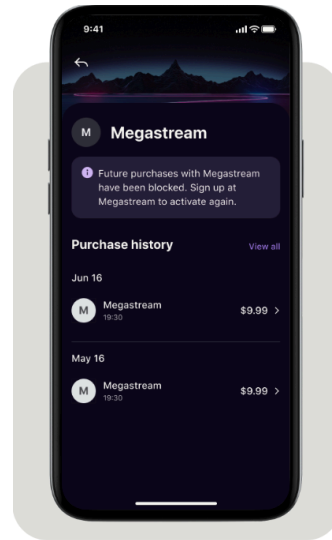 9:41
M Megastream
Future purchases with Megastream
have been blocked. Sign up at
Megastream to activate again.
Purchase history View all
Jun 16
M Megastream $9.99
19:30
May 16
M Megastream $9.99
19:30